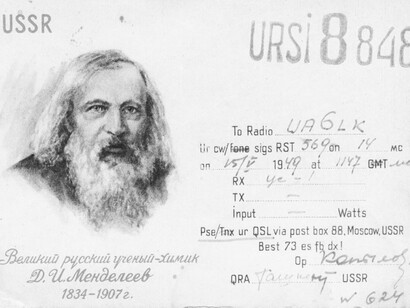 USSR
URSi 8 848
To Radio UA6LK
Ur cw/fone sigs RST 569 on 14 mc
on 15/V 1949 at 1147 GMT
RX
TX –
Input – Watts
Pse/Tnx ur QSL via post box 88, Moscow, USSR
Best 73 es fb dx!
Op
QRA USSR
Великий русский ученый-химик
Д. И. Менделеев
1834-1907 г.